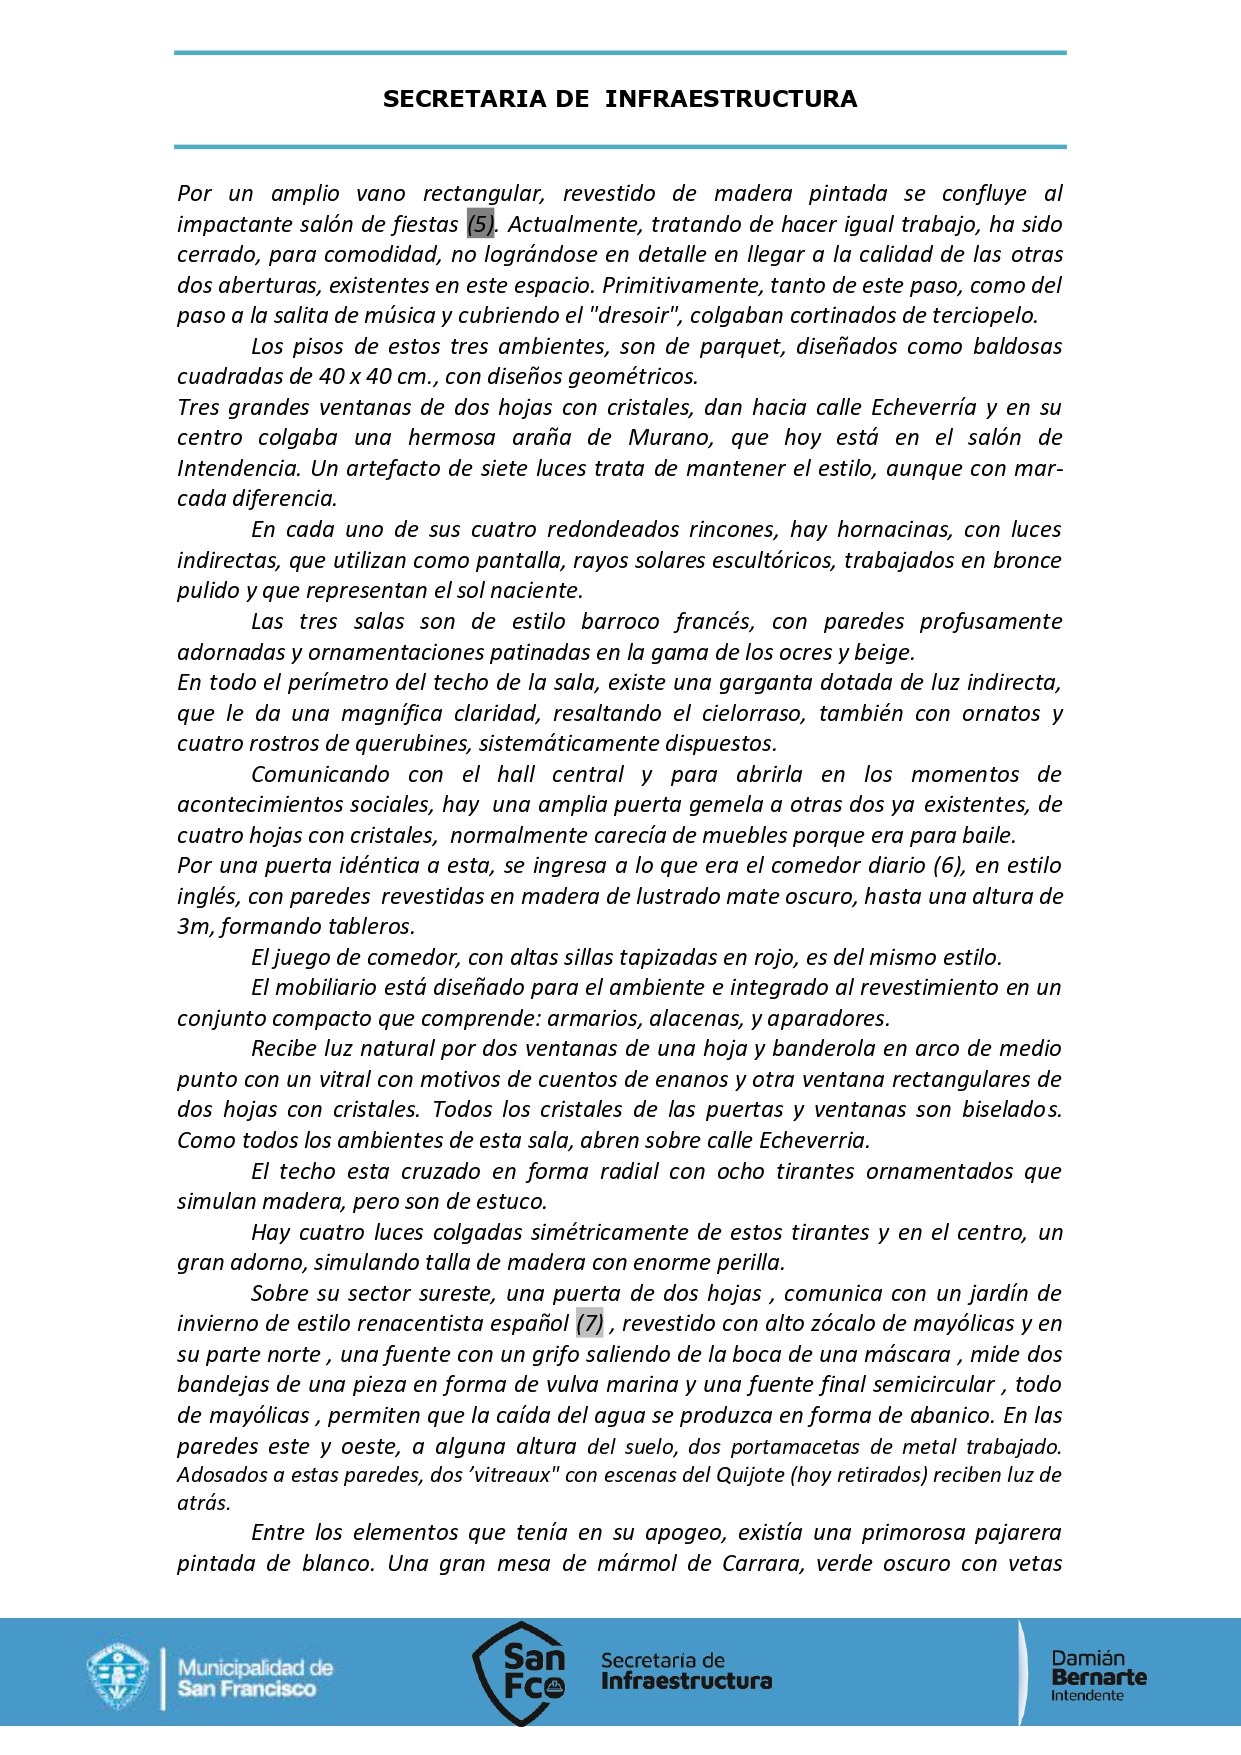 SECRETARIA DE  INFRAESTRUCTURA
Por un amplio vano rectangular, revestido de madera pintada se confluye al
impactante salón de fiestas (5). Actualmente, tratando de hacer igual trabajo, ha sido
cerrado, para comodidad, no lográndose en detalle en llegar a la calidad de las otras
dos aberturas, existentes en este espacio. Primitivamente, tanto de este paso, como del
paso a la salita de música y cubriendo el "dresoir", colgaban cortinados de terciopelo.
Los pisos de estos tres ambientes, son de parquet, diseñados como baldosas
cuadradas de 40 x 40 cm., con diseños geométricos.
Tres grandes ventanas de dos hojas con cristales, dan hacia calle Echeverría y en su
centro colgaba una hermosa araña de Murano, que hoy está en el salón de
Intendencia. Un artefacto de siete luces trata de mantener el estilo, aunque con mar-
cada diferencia.
En cada uno de sus cuatro redondeados rincones, hay hornacinas, con luces
indirectas, que utilizan como pantalla, rayos solares escultóricos, trabajados en bronce
pulido y que representan el sol naciente.
Las tres salas son de estilo barroco francés, con paredes profusamente
adornadas y ornamentaciones patinadas en la gama de los ocres y beige.
En todo el perímetro del techo de la sala, existe una garganta dotada de luz indirecta,
que le da una magnífica claridad, resaltando el cielorraso, también con ornatos y
cuatro rostros de querubines, sistemáticamente dispuestos.
Comunicando con el hall central y para abrirla en los momentos de
acontecimientos sociales, hay  una amplia puerta gemela a otras dos ya existentes, de
cuatro hojas con cristales,  normalmente carecía de muebles porque era para baile.
Por una puerta idéntica a esta, se ingresa a lo que era el comedor diario (6), en estilo
inglés, con paredes  revestidas en madera de lustrado mate oscuro, hasta una altura de
3m, formando tableros.
El juego de comedor, con altas sillas tapizadas en rojo, es del mismo estilo.
El mobiliario está diseñado para el ambiente e integrado al revestimiento en un
conjunto compacto que comprende: armarios, alacenas, y aparadores.
Recibe luz natural por dos ventanas de una hoja y banderola en arco de medio
punto con un vitral con motivos de cuentos de enanos y otra ventana rectangulares de
dos hojas con cristales. Todos los cristales de las puertas y ventanas son biselados.
Como todos los ambientes de esta sala, abren sobre calle Echeverria.
El techo esta cruzado en forma radial con ocho tirantes ornamentados que
simulan madera, pero son de estuco.
Hay cuatro luces colgadas simétricamente de estos tirantes y en el centro, un
gran adorno, simulando talla de madera con enorme perilla.
Sobre su sector sureste, una puerta de dos hojas , comunica con un jardín de
invierno de estilo renacentista español (7) , revestido con alto zócalo de mayólicas y en
su parte norte , una fuente con un grifo saliendo de la boca de una máscara , mide dos
bandejas de una pieza en forma de vulva marina y una fuente final semicircular , todo
de mayólicas , permiten que la caída del agua se produzca en forma de abanico. En las
paredes este y oeste, a alguna altura del suelo, dos portamacetas de metal trabajado.
Adosados a estas paredes, dos ’vitreaux" con escenas del Quijote (hoy retirados) reciben luz de
atrás.
Entre los elementos que tenía en su apogeo, existía una primorosa pajarera
pintada de blanco. Una gran mesa de mármol de Carrara, verde oscuro con vetas
Municipalidad de
San Francisco
San
Fco
Secretaría de
Infraestructura
Damián
Bernarte
Intendente